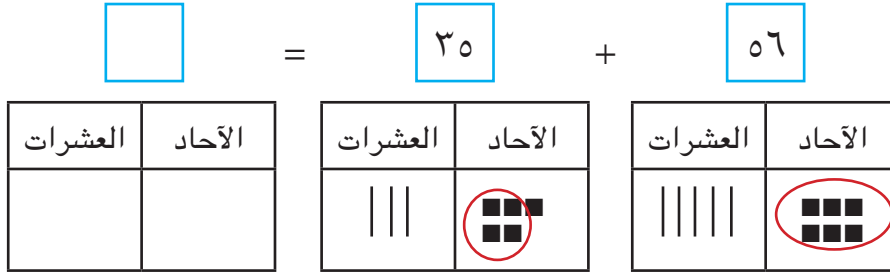 ٥٦ + ٣٥ =
الآحاد العشرات الآحاد العشرات الآحاد العشرات